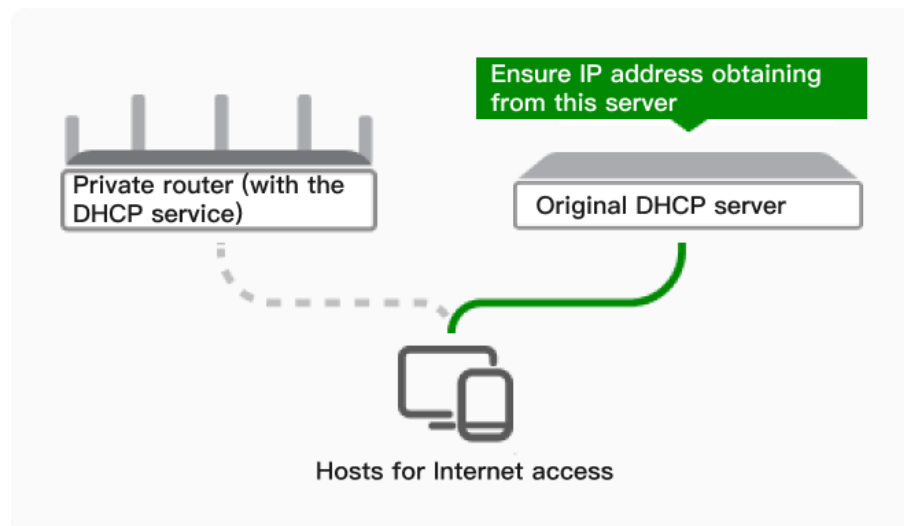 Ensure IP address obtaining
from this server
Private router (with the
DHCP service)
Original DHCP server
Hosts for Internet access